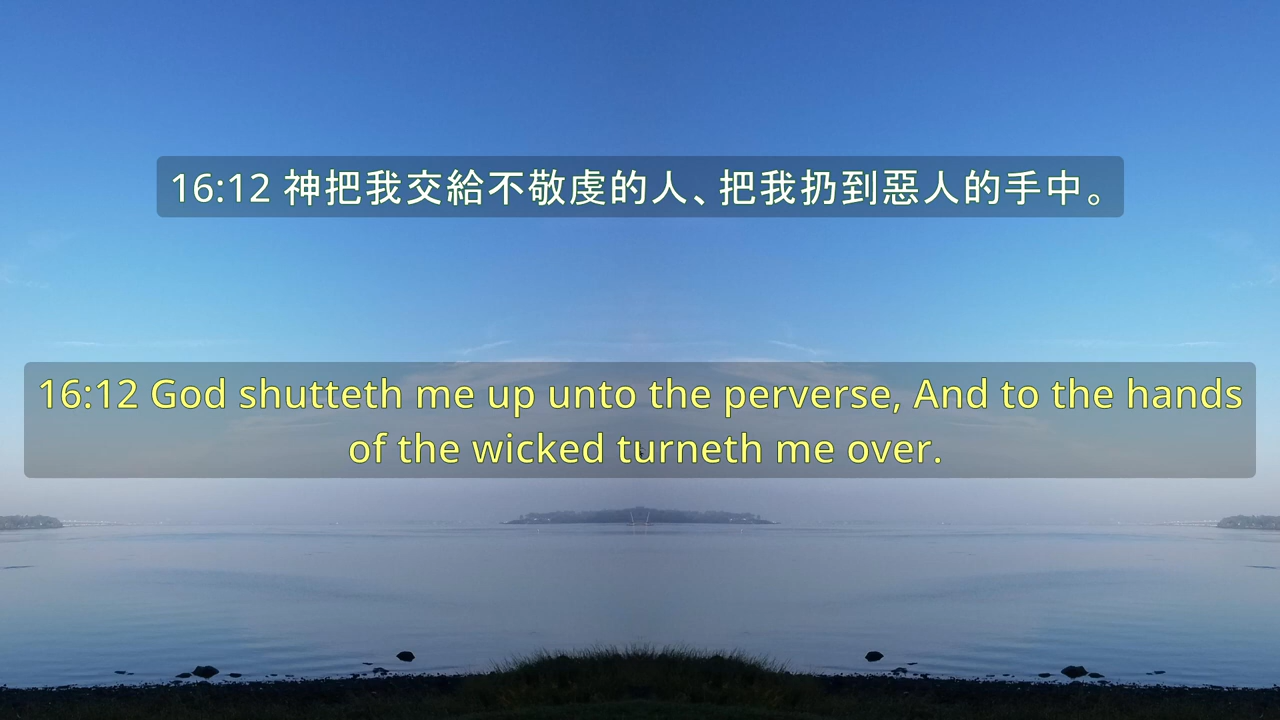 16:12 神把我交給不敬虔的人、把我扔到惡人的手中。
16:12 God shutteth me up unto the perverse, And to the hands
of the wicked turneth me over.